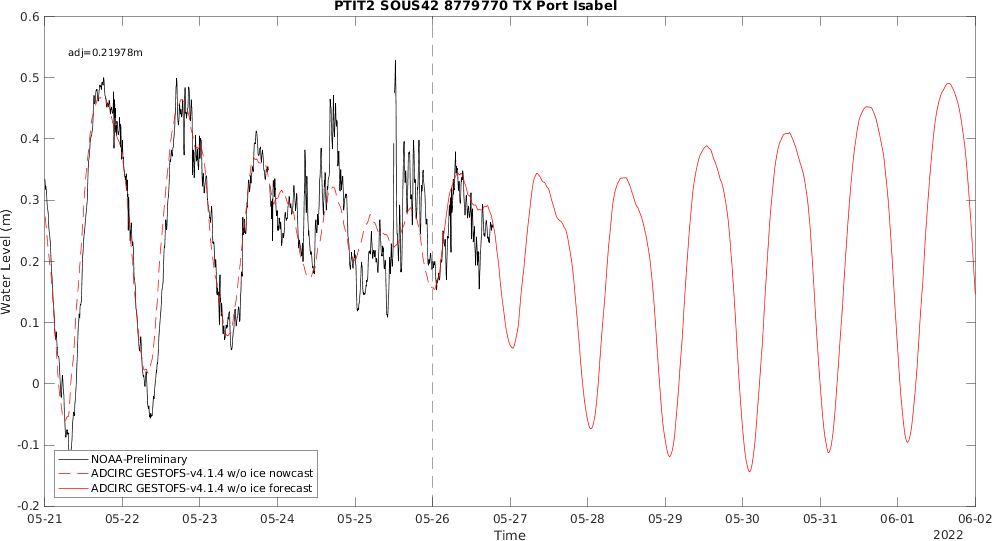 PTIT2 SOUS42 8779770 TX Port Isabel
adj=0.21978m
Water Level (m)
0.6
0.5
0.4
0.3
0.2
0.1
0
-0.1
-0.2
NOAA-Preliminary
ADCIRC GESTOFS-v4.1.4 w/o ice nowcast
ADCIRC GESTOFS-v4.1.4 w/o ice forecast
05-21 05-22 05-23 05-24 05-25 05-26 05-27 05-28 05-29 05-30 05-31 06-01 06-02
Time
2022